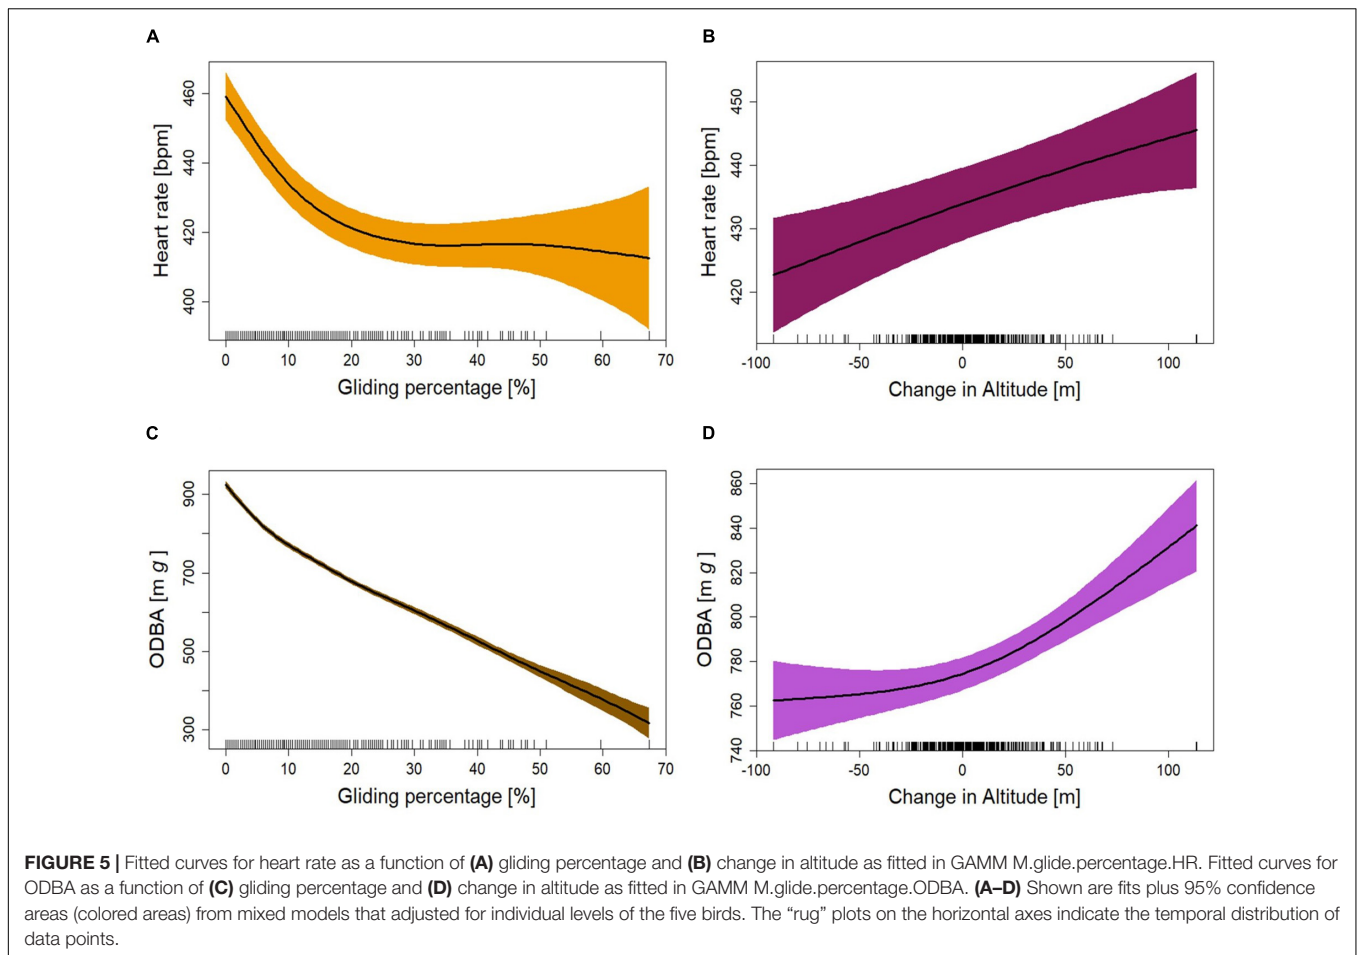 A
B
460
440
420
400
Heart rate [bpm]
0 10 20 30 40 50 60 70
Gliding percentage [%]
450
440
430
420
Heart rate [bpm]
-100 -50 0 50 100
Change in Altitude [m]
C
D
900
700
500
300
ODBA [m g ]
0 10 20 30 40 50 60 70
Gliding percentage [%]
860
840
820
800
780
760
740
ODBA [m g ]
-100 -50 0 50 100
Change in Altitude [m]
FIGURE 5 | Fitted curves for heart rate as a function of (A) gliding percentage and (B) change in altitude as fitted in GAMM M.glide.percentage.HR. Fitted curves for
ODBA as a function of (C) gliding percentage and (D) change in altitude as fitted in GAMM M.glide.percentage.ODBA. (A–D) Shown are fits plus 95% confidence
areas (colored areas) from mixed models that adjusted for individual levels of the five birds. The “rug” plots on the horizontal axes indicate the temporal distribution of
data points.